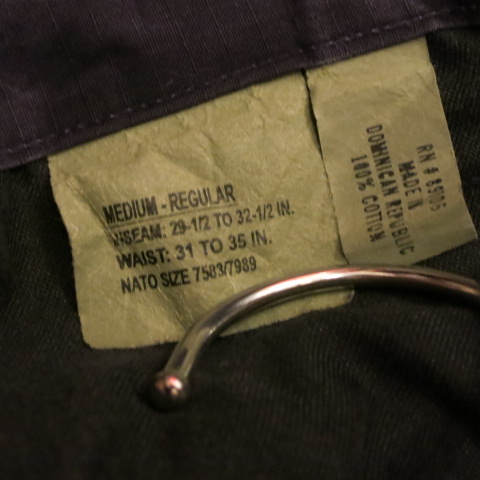 MEDIUM - REGULAR
INSEAM: 29-1/2 TO 32-1/2 IN.
WAIST: 31 TO 35 IN.
NATO SIZE 7583/7989
RN # 8905
MADE IN
DOMINICAN REPUBLIC
100% COTTON